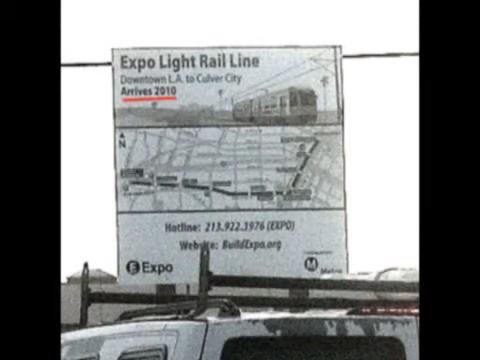 Expo Light Rail Line
Downtown L.A. to Culver City
Arrives 2010
N
Hotline: 213.922.3976 (EXPO)
Website: BuildExpo.org
E Expo
M Metro